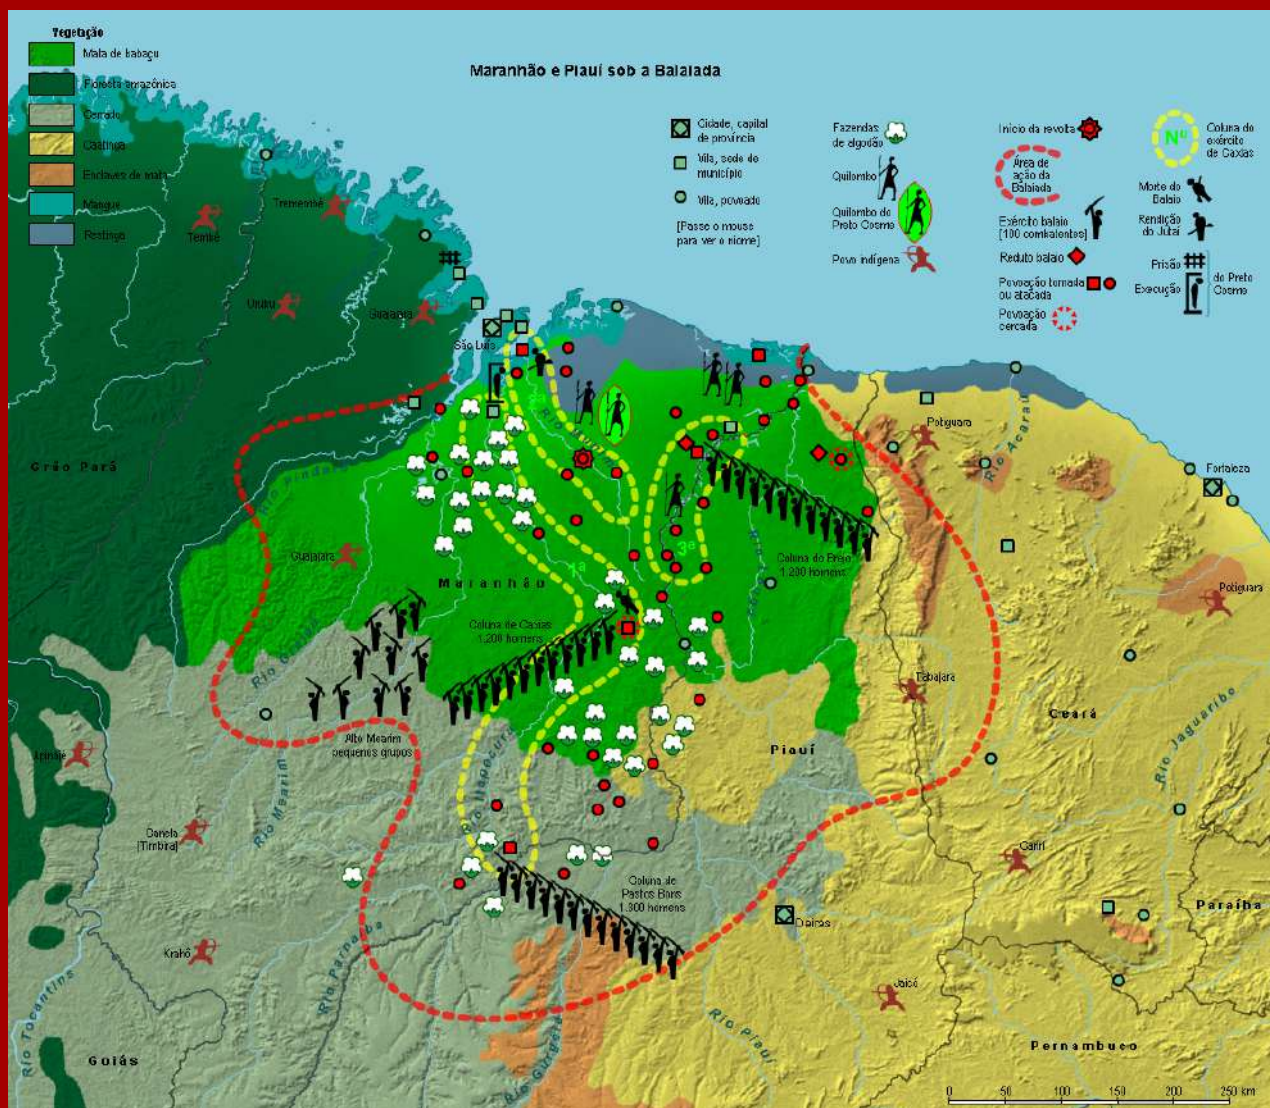 Vegetação
Mata de babaçu
Floresta amazônica
Cerrado
Caatinga
Enclaves de mata
Mangue
Restinga
Maranhão e Piauí sob a Balaiada
Cidade, capital
de província
Vila, sede de
município
Vila, povoado
[Passe o mouse
para ver o nome]
Fazendas
de algodão
Quilombo
Quilombo do
Preto Cosme
Povo indígena
Início da revolta
Área de
ação da
Balaiada
Exército balaio
[100 combatentes]
Reduto balaio
Povoação tomada
ou atacada
Povoação
cercada
Nº
Coluna do
exército
de Caxias
Morte do
Balaio
Rendição
do Jutaí
Prisão
Execução
do Preto
Cosme
Tembé
Tremembé
Urubu
Guajajara
São Luís
Grão Pará
Rio Pindaré
Guajajara
Maranhão
Rio Grajaú
1ª
2ª
3ª
Coluna do Brejo
1.200 homens
Coluna de Caxias
1.200 homens
Alto Mearim
pequenos grupos
Rio Mearim
Rio Itapecuru
Apinajé
Canela
[Timbira]
Krahô
Coluna de
Pastos Bons
1.300 homens
Rio Parnaíba
Rio Gurguéia
Rio Tocantins
Goiás
Piauí
Oeiras
Rio Piauí
Jaicó
Potiguara
Rio Acaraú
Fortaleza
Potiguara
Tabajara
Ceará
Rio Jaguaribe
Cariri
Paraíba
Pernambuco
0 50 100 150 200 250 km